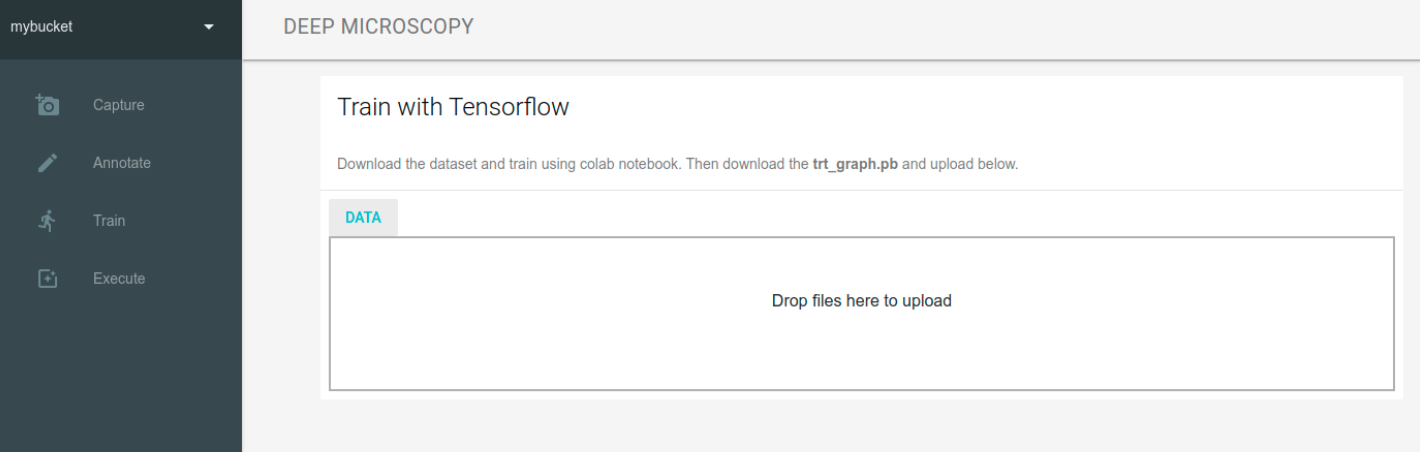 mybucket
DEEP MICROSCOPY
Capture
Annotate
Train
Execute
Train with Tensorflow
Download the dataset and train using colab notebook. Then download the trt_graph.pb and upload below.
DATA
Drop files here to upload